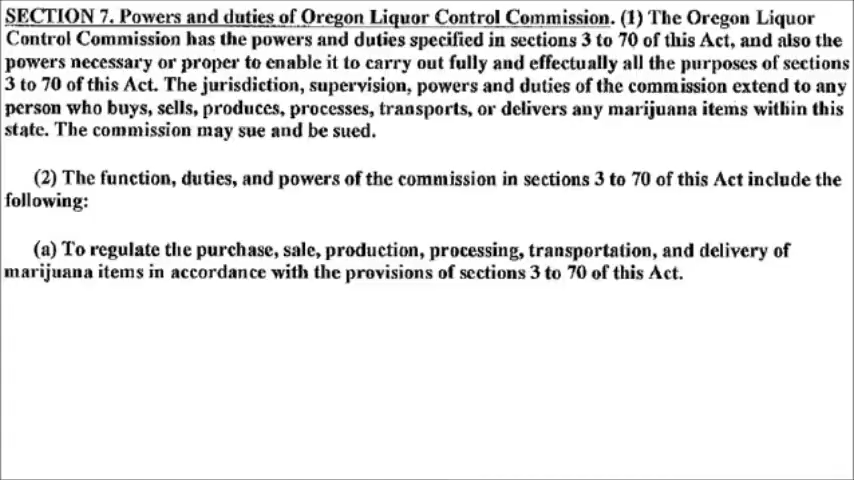 SECTION 7. Powers and duties of Oregon Liquor Control Commission. (1) The Oregon Liquor
Control Commission has the powers and duties specified in sections 3 to 70 of this Act, and also the
powers necessary or proper to enable it to carry out fully and effectually all the purposes of sections
3 to 70 of this Act. The jurisdiction, supervision, powers and duties of the commission extend to any
person who buys, sells, produces, processes, transports, or delivers any marijuana items within this
state. The commission may sue and be sued.
(2) The function, duties, and powers of the commission in sections 3 to 70 of this Act include the
following:
(a) To regulate the purchase, sale, production, processing, transportation, and delivery of
marijuana items in accordance with the provisions of sections 3 to 70 of this Act.